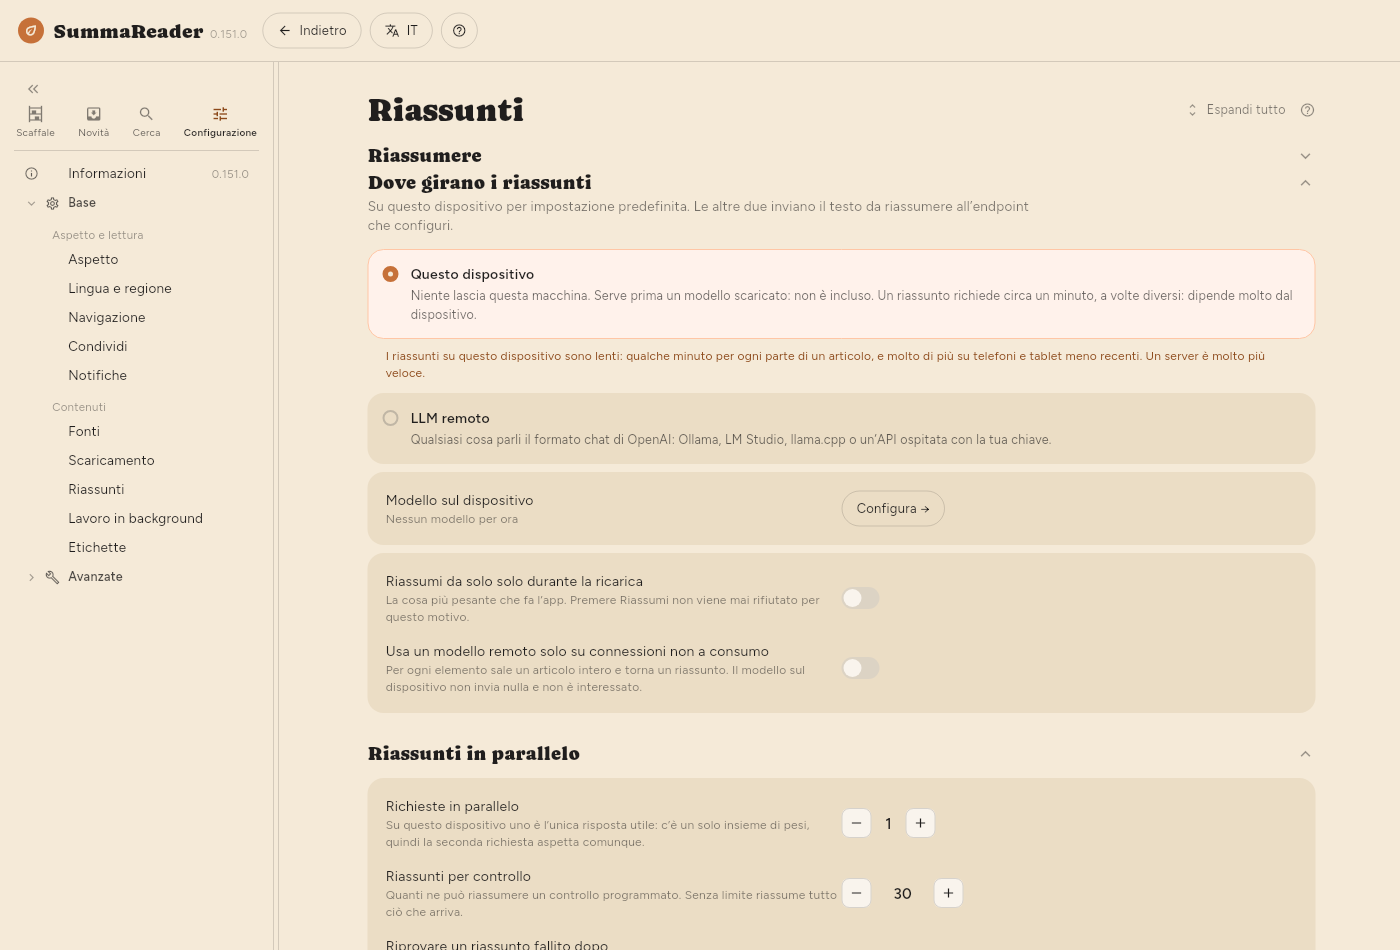 SummaReader 0.151.0
Indietro
IT
Scaffale
Novità
Cerca
Configurazione
Informazioni 0.151.0
Base
Aspetto e lettura
Aspetto
Lingua e regione
Navigazione
Condividi
Notifiche
Contenuti
Fonti
Scaricamento
Riassunti
Lavoro in background
Etichette
Avanzate
Riassunti
Espandi tutto
Riassumere
Dove girano i riassunti
Su questo dispositivo per impostazione predefinita. Le altre due inviano il testo da riassumere all'endpoint
che configuri.
Questo dispositivo
Niente lascia questa macchina. Serve prima un modello scaricato: non è incluso. Un riassunto richiede circa un minuto, a volte diversi: dipende molto dal
dispositivo.
I riassunti su questo dispositivo sono lenti: qualche minuto per ogni parte di un articolo, e molto di più su telefoni e tablet meno recenti. Un server è molto più
veloce.
LLM remoto
Qualsiasi cosa parli il formato chat di OpenAI: Ollama, LM Studio, llama.cpp o un'API ospitata con la tua chiave.
Modello sul dispositivo
Nessun modello per ora
Configura →
Riassumi da solo solo durante la ricarica
La cosa più pesante che fa l'app. Premere Riassumi non viene mai rifiutato per
questo motivo.
Usa un modello remoto solo su connessioni non a consumo
Per ogni elemento sale un articolo intero e torna un riassunto. Il modello sul
dispositivo non invia nulla e non è interessato.
Riassunti in parallelo
Richieste in parallelo
Su questo dispositivo uno è l'unica risposta utile: c'è un solo insieme di pesi,
quindi la seconda richiesta aspetta comunque.
1
Riassunti per controllo
Quanti ne può riassumere un controllo programmato. Senza limite riassume tutto
ciò che arriva.
30
Riprovare un riassunto fallito dopo